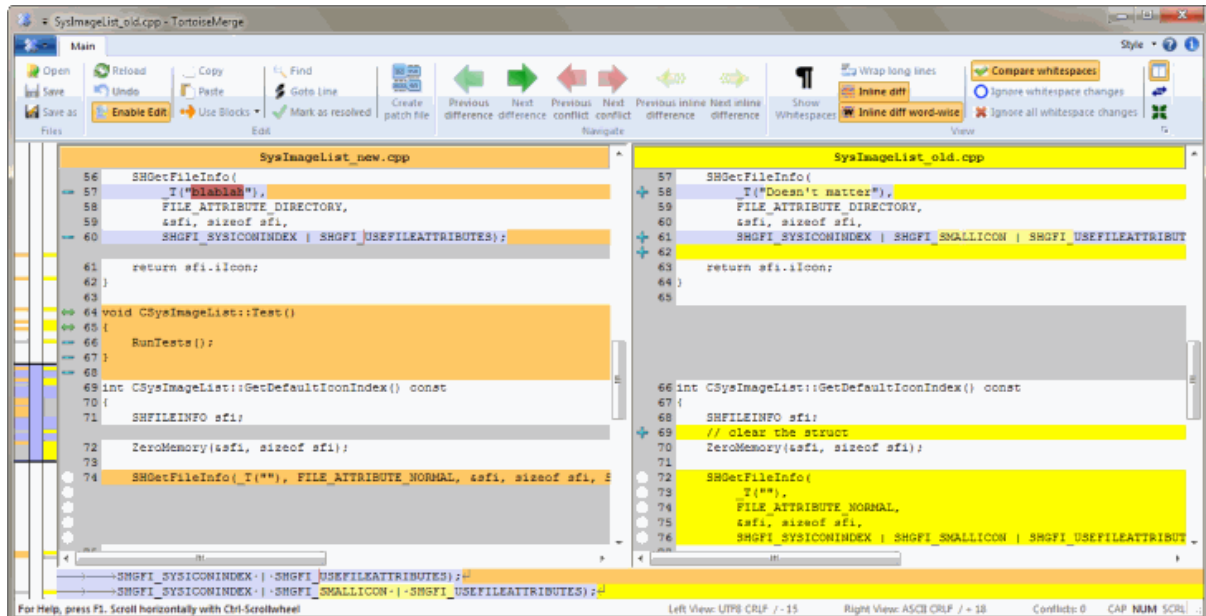 SysImageList_old.cpp - TortoiseMerge
Main
Style
Open
Save
Save as
Files
Reload
Undo
Enable Edit
Copy
Paste
Use Blocks
Find
Goto Line
Mark as resolved
Edit
Create patch file
Previous difference
Next difference
Previous conflict
Next conflict
Previous inline difference
Next inline difference
Navigate
Show Whitespaces
Wrap long lines
Inline diff
Inline diff word-wise
Compare whitespaces
Ignore whitespace changes
Ignore all whitespace changes
View
SysImageList_new.cpp
56 SHGetFileInfo(
57 _T("blablah"),
58 FILE_ATTRIBUTE_DIRECTORY,
59 &sfi, sizeof sfi,
60 SHGFI_SYSICONINDEX | SHGFI_USEFILEATTRIBUTES);
61 return sfi.iIcon;
62 }
63
64 void CSysImageList::Test()
65 {
66 RunTests();
67 }
68
69 int CSysImageList::GetDefaultIconIndex() const
70 {
71 SHFILEINFO sfi;
72 ZeroMemory(&sfi, sizeof sfi);
73
74 SHGetFileInfo(_T(""), FILE_ATTRIBUTE_NORMAL, &sfi, sizeof sfi, S
SysImageList_old.cpp
57 SHGetFileInfo(
58 _T("Doesn't matter"),
59 FILE_ATTRIBUTE_DIRECTORY,
60 &sfi, sizeof sfi,
61 SHGFI_SYSICONINDEX | SHGFI_SMALLICON | SHGFI_USEFILEATTRIBUT
62
63 return sfi.iIcon;
64 }
65
66 int CSysImageList::GetDefaultIconIndex() const
67 {
68 SHFILEINFO sfi;
69 // clear the struct
70 ZeroMemory(&sfi, sizeof sfi);
71
72 SHGetFileInfo(
73 _T(""),
74 FILE_ATTRIBUTE_NORMAL,
75 &sfi, sizeof sfi,
76 SHGFI_SYSICONINDEX | SHGFI_SMALLICON | SHGFI_USEFILEATTRIBUT
SHGFI_SYSICONINDEX·|·SHGFI_USEFILEATTRIBUTES);
SHGFI_SYSICONINDEX·|·SHGFI_SMALLICON·|·SHGFI_USEFILEATTRIBUTES);
For Help, press F1. Scroll horizontally with Ctrl-Scrollwheel
Left View: UTF8 CRLF / - 15
Right View: ASCII CRLF / + 18
Conflicts: 0
CAP NUM SCRL